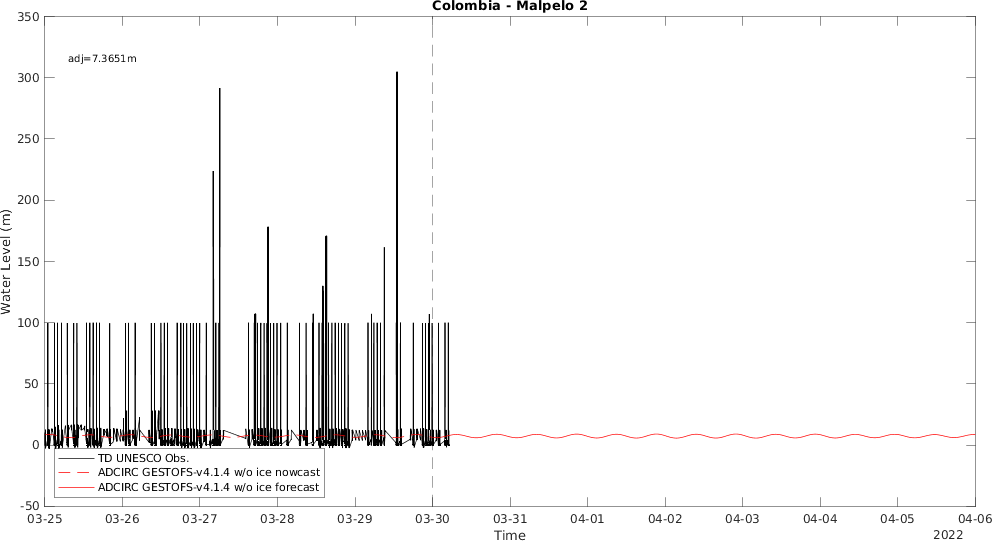 Colombia - Malpelo 2
adj=7.3651m
Water Level (m)
350
300
250
200
150
100
50
0
-50
TD UNESCO Obs.
ADCIRC GESTOFS-v4.1.4 w/o ice nowcast
ADCIRC GESTOFS-v4.1.4 w/o ice forecast
03-25 03-26 03-27 03-28 03-29 03-30 03-31 04-01 04-02 04-03 04-04 04-05 04-06
Time
2022